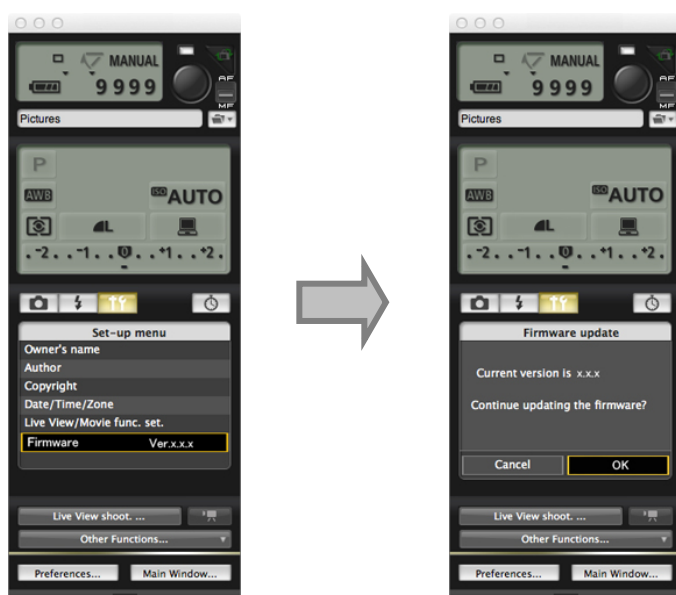 MANUAL
9999
AF
MF
Pictures
P
AWB
ISO AUTO
L
. -2 . . -1 . . 0 . . +1 . . +2 .
Set-up menu
Owner's name
Author
Copyright
Date/Time/Zone
Live View/Movie func. set.
Firmware Ver.x.x.x
Live View shoot. ...
Other Functions...
Preferences... Main Window...
MANUAL
9999
AF
MF
Pictures
P
AWB
ISO AUTO
L
. -2 . . -1 . . 0 . . +1 . . +2 .
Firmware update
Current version is x.x.x
Continue updating the firmware?
Cancel OK
Live View shoot. ...
Other Functions...
Preferences... Main Window...